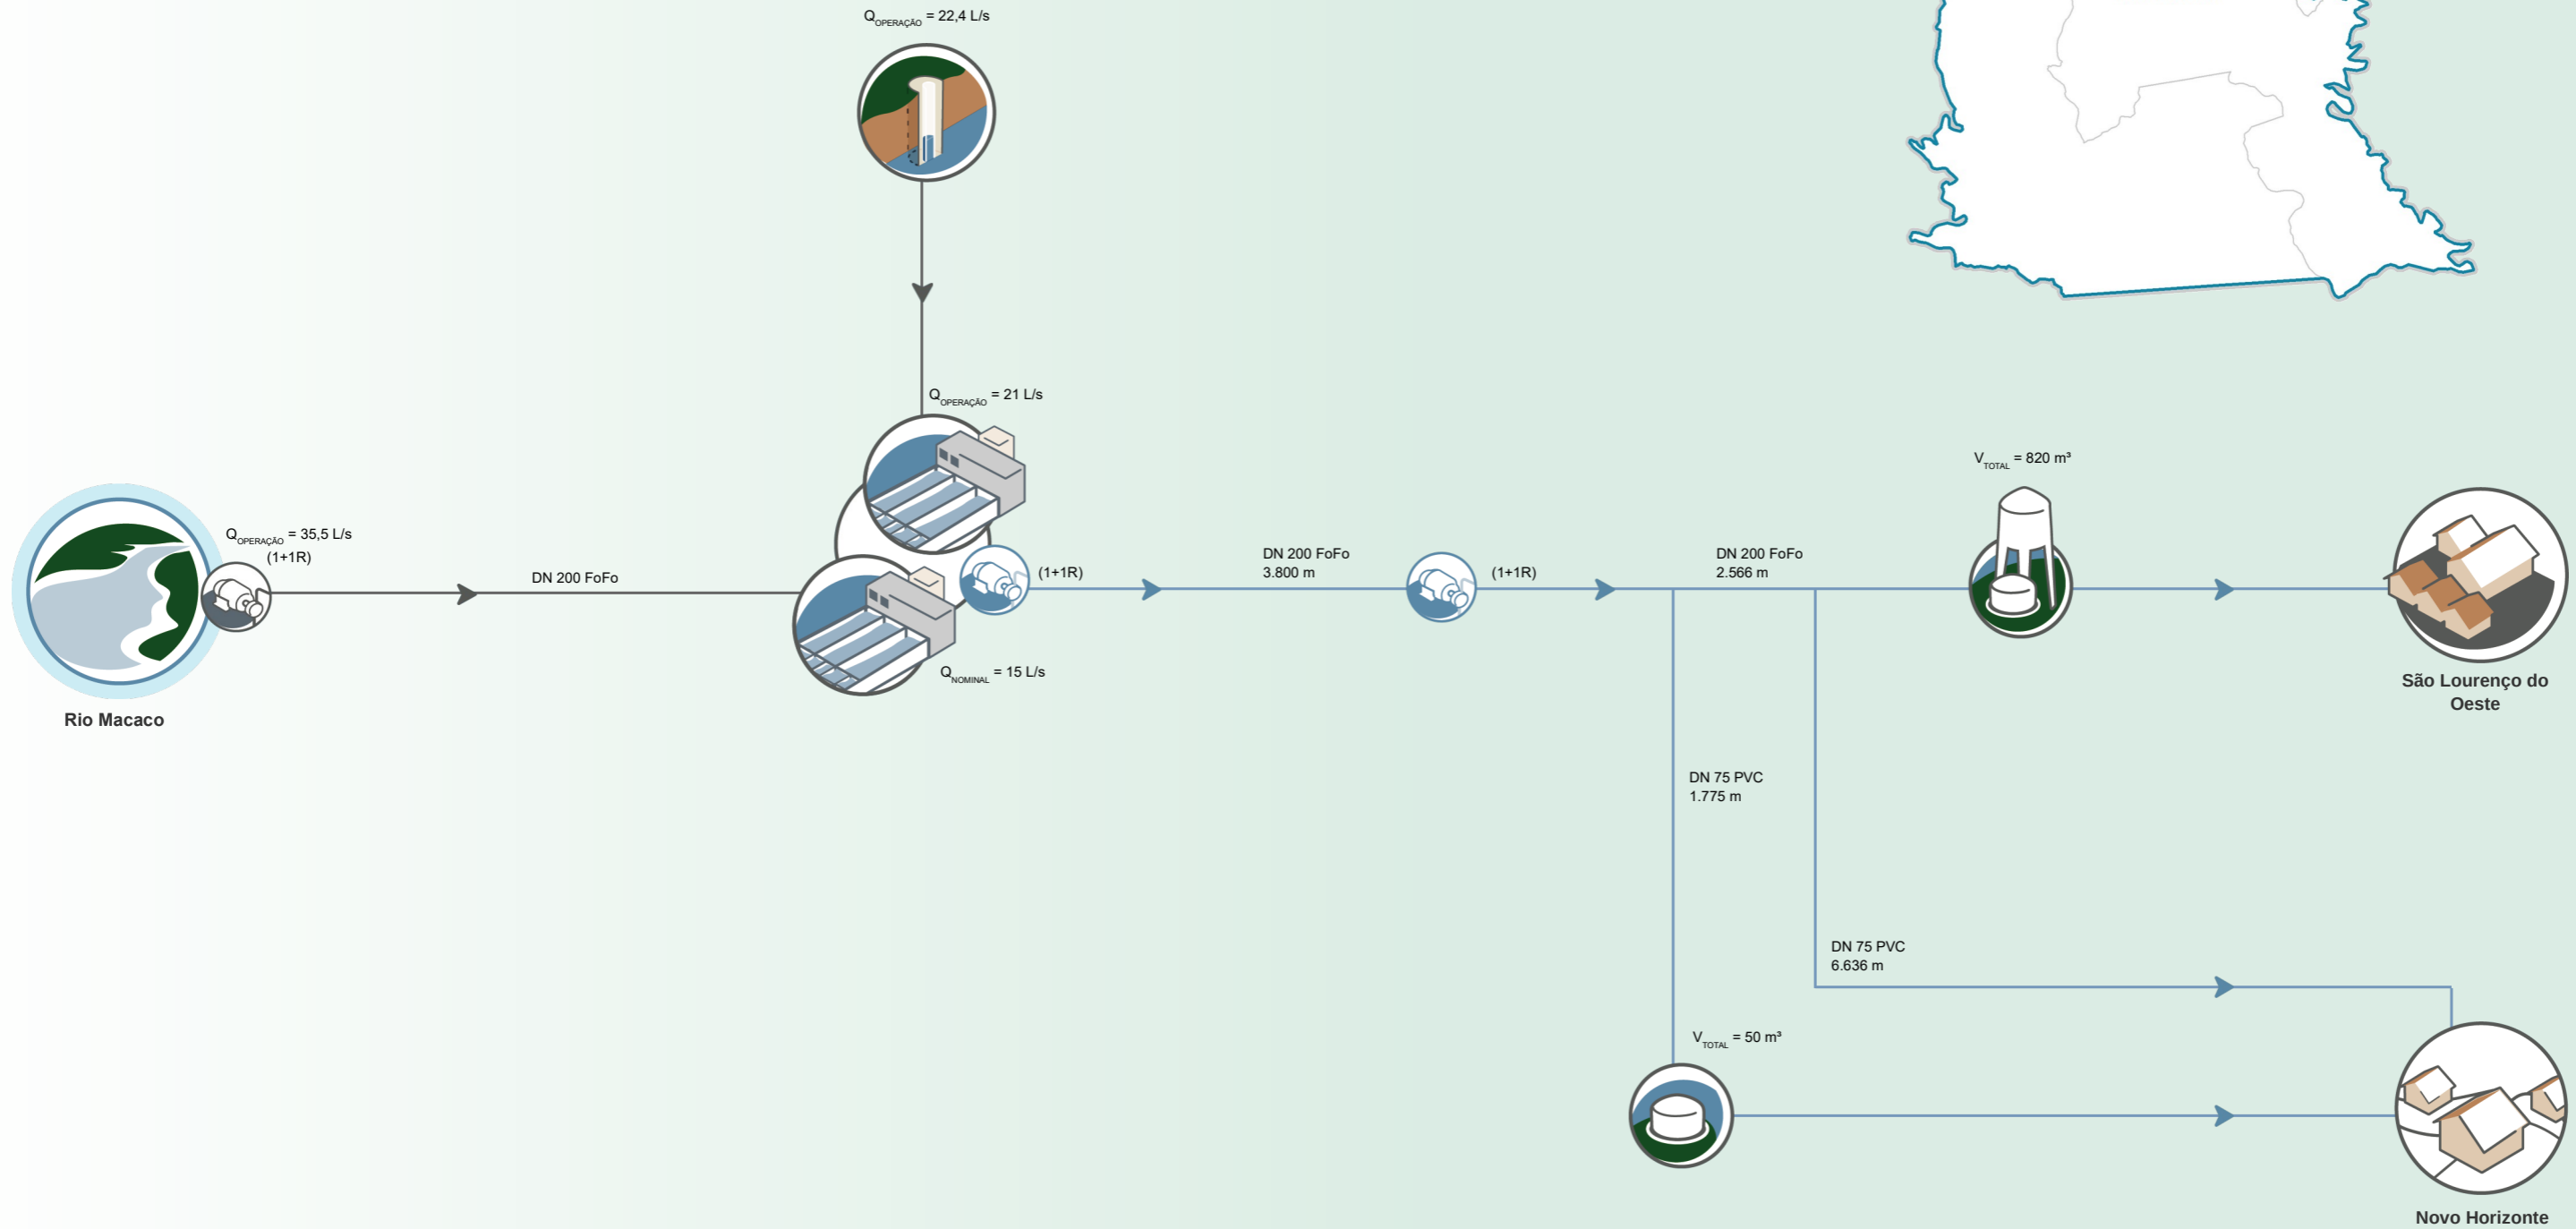 QOPERAÇÃO = 22,4 L/s
QOPERAÇÃO = 21 L/s
VTOTAL = 820 m³
QOPERAÇÃO = 35,5 L/s
(1+1R)
DN 200 FoFo
(1+1R)
DN 200 FoFo
3.800 m
(1+1R)
DN 200 FoFo
2.566 m
QNOMINAL = 15 L/s
Rio Macaco
São Lourenço do
Oeste
DN 75 PVC
1.775 m
DN 75 PVC
6.636 m
VTOTAL = 50 m³
Novo Horizonte